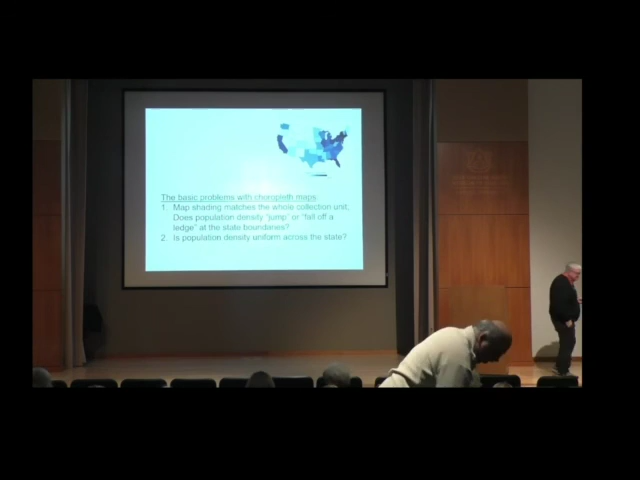 The basic problems with choropleth maps:
1. Map shading matches the whole collection unit;
Does population density "jump" or "fall off a
ledge" at the state boundaries?
2. Is population density uniform across the state?